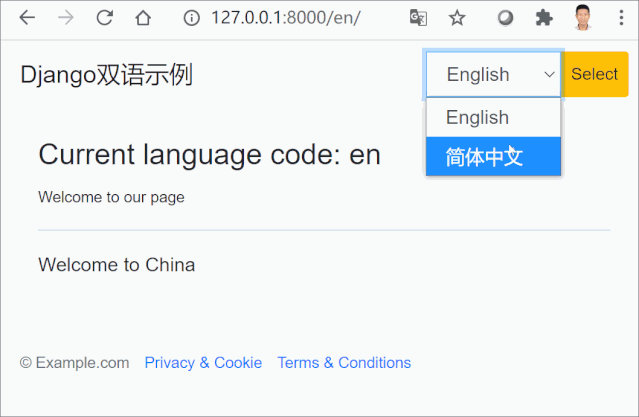 127.0.0.1:8000/en/
Django双语示例
English
Select
English
简体中文
Current language code: en
Welcome to our page
Welcome to China
© Example.com Privacy & Cookie Terms & Conditions